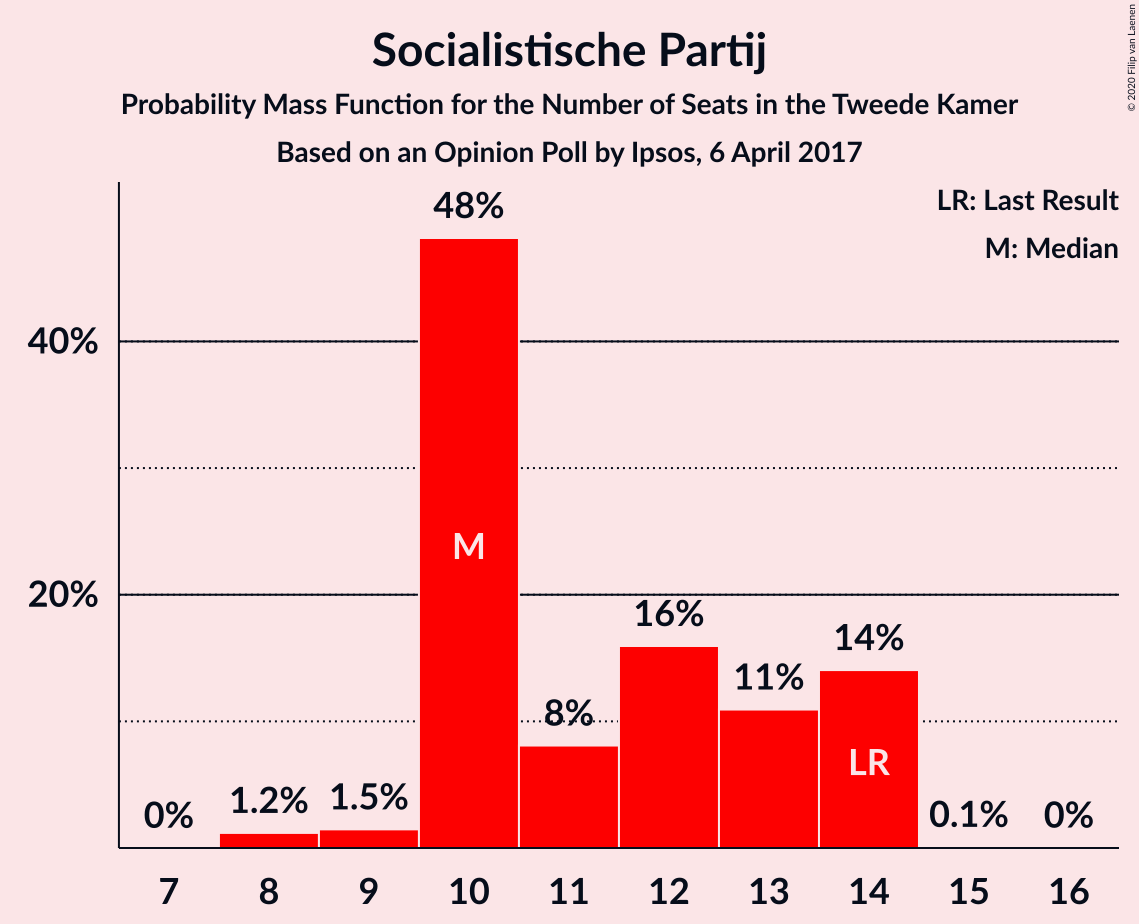 Socialistische Partij
Probability Mass Function for the Number of Seats in the Tweede Kamer
Based on an Opinion Poll by Ipsos, 6 April 2017
© 2020 Filip van Laenen
LR: Last Result
M: Median
48%
40%
M
20%
16%
14%
11%
8%
LR
1.2%
1.5%
0%
0.1%
0%
7 8 9 10 11 12 13 14 15 16